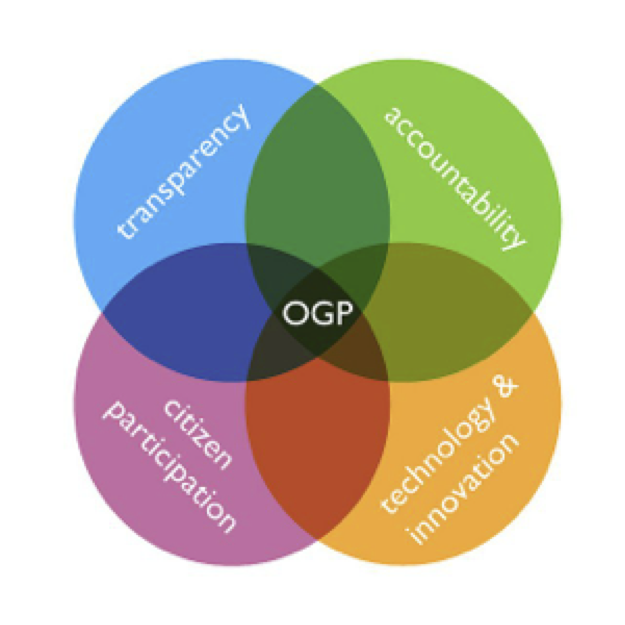 transparency
accountability
OGP
citizen
participation
technology &
innovation